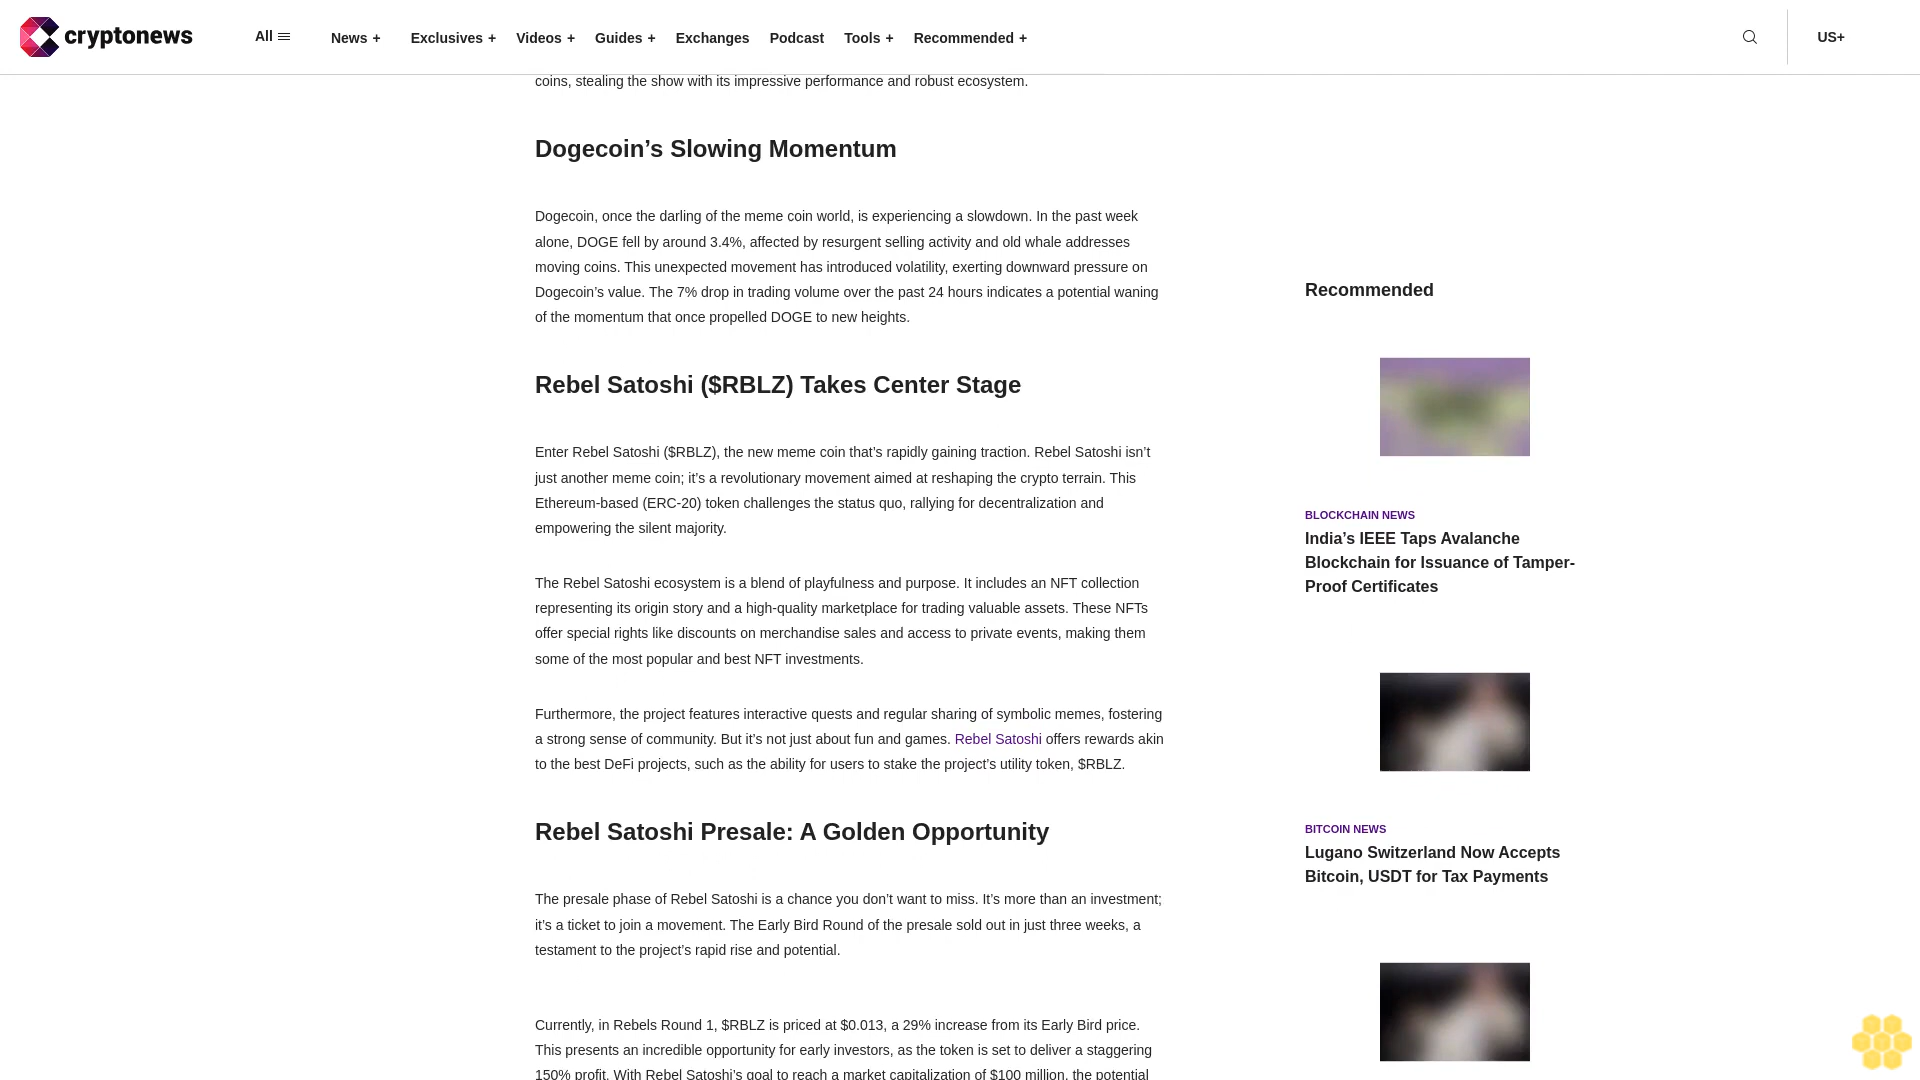 cryptonews
All
News +
Exclusives +
Videos +
Guides +
Exchanges
Podcast
Tools +
Recommended +
US+
coins, stealing the show with its impressive performance and robust ecosystem.
Dogecoin’s Slowing Momentum
Dogecoin, once the darling of the meme coin world, is experiencing a slowdown. In the past week
alone, DOGE fell by around 3.4%, affected by resurgent selling activity and old whale addresses
moving coins. This unexpected movement has introduced volatility, exerting downward pressure on
Dogecoin’s value. The 7% drop in trading volume over the past 24 hours indicates a potential waning
of the momentum that once propelled DOGE to new heights.
Rebel Satoshi ($RBLZ) Takes Center Stage
Enter Rebel Satoshi ($RBLZ), the new meme coin that’s rapidly gaining traction. Rebel Satoshi isn’t
just another meme coin; it’s a revolutionary movement aimed at reshaping the crypto terrain. This
Ethereum-based (ERC-20) token challenges the status quo, rallying for decentralization and
empowering the silent majority.
The Rebel Satoshi ecosystem is a blend of playfulness and purpose. It includes an NFT collection
representing its origin story and a high-quality marketplace for trading valuable assets. These NFTs
offer special rights like discounts on merchandise sales and access to private events, making them
some of the most popular and best NFT investments.
Furthermore, the project features interactive quests and regular sharing of symbolic memes, fostering
a strong sense of community. But it’s not just about fun and games. Rebel Satoshi offers rewards akin
to the best DeFi projects, such as the ability for users to stake the project’s utility token, $RBLZ.
Rebel Satoshi Presale: A Golden Opportunity
The presale phase of Rebel Satoshi is a chance you don’t want to miss. It’s more than an investment;
it’s a ticket to join a movement. The Early Bird Round of the presale sold out in just three weeks, a
testament to the project’s rapid rise and potential.
Currently, in Rebels Round 1, $RBLZ is priced at $0.013, a 29% increase from its Early Bird price.
This presents an incredible opportunity for early investors, as the token is set to deliver a staggering
150% profit. With Rebel Satoshi’s goal to reach a market capitalization of $100 million, the potential
Recommended
BLOCKCHAIN NEWS
India’s IEEE Taps Avalanche
Blockchain for Issuance of Tamper-
Proof Certificates
BITCOIN NEWS
Lugano Switzerland Now Accepts
Bitcoin, USDT for Tax Payments